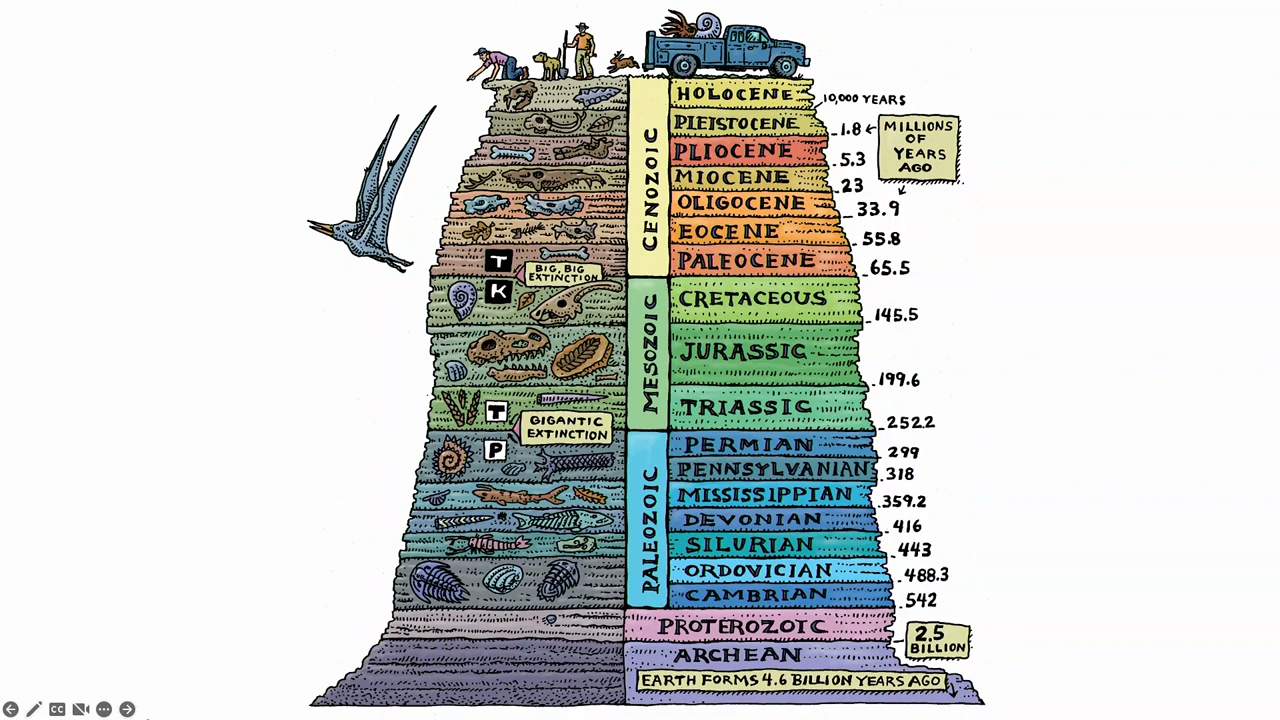 HOLOCENE
10,000 YEARS
PLEISTOCENE
1.8
MILLIONS
OF
YEARS
AGO
PLIOCENE
5.3
MIOCENE
23
OLIGOCENE
33.9
EOCENE
55.8
PALEOCENE
65.5
CENOZOIC
T
BIG, BIG
EXTINCTION
K
CRETACEOUS
145.5
JURASSIC
199.6
TRIASSIC
252.2
MESOZOIC
T
GIGANTIC
EXTINCTION
P
PERMIAN
299
PENNSYLVANIAN
318
MISSISSIPPIAN
359.2
DEVONIAN
416
SILURIAN
443
ORDOVICIAN
488.3
CAMBRIAN
542
PALEOZOIC
PROTEROZOIC
2.5
BILLION
ARCHEAN
EARTH FORMS 4.6 BILLION YEARS AGO
CC